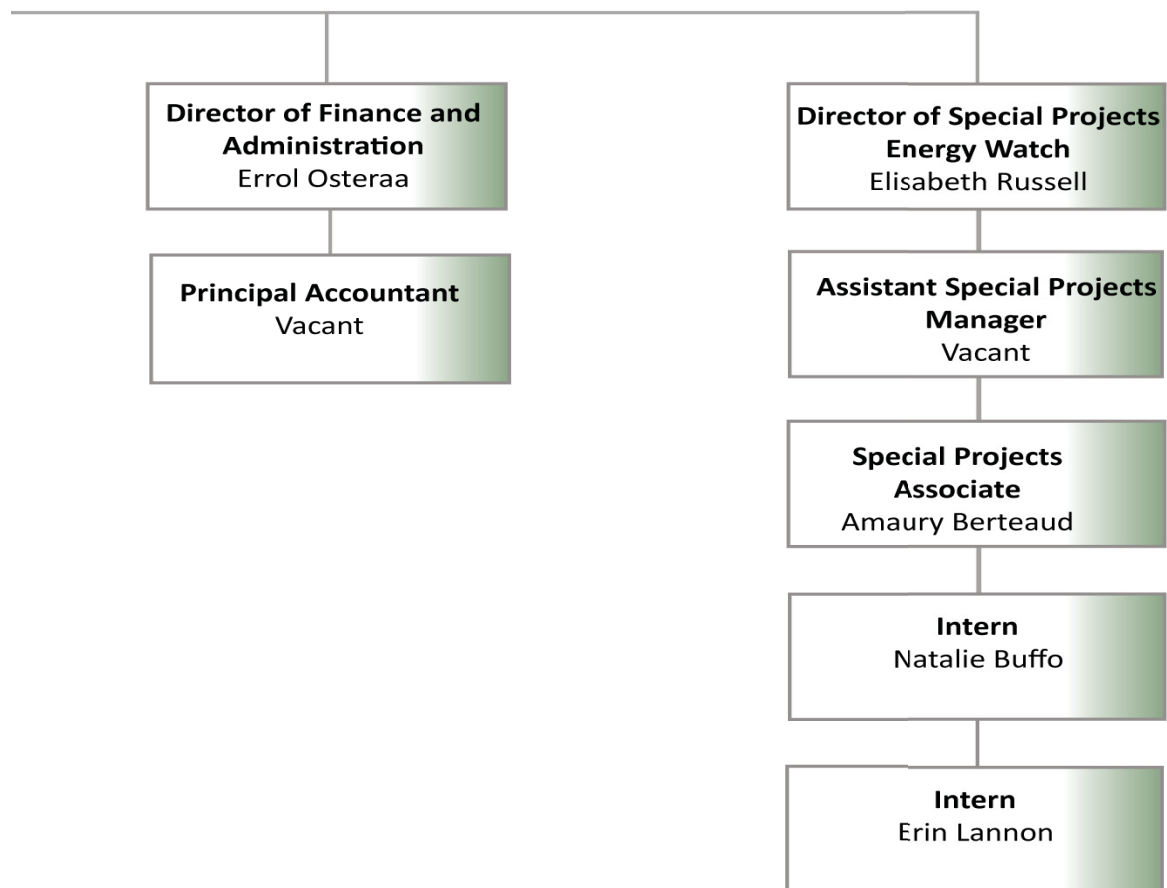 Director of Finance and
Administration
Errol Osteraa
Principal Accountant
Vacant
Director of Special Projects
Energy Watch
Elisabeth Russell
Assistant Special Projects
Manager
Vacant
Special Projects
Associate
Amaury Berteaud
Intern
Natalie Buffo
Intern
Erin Lannon